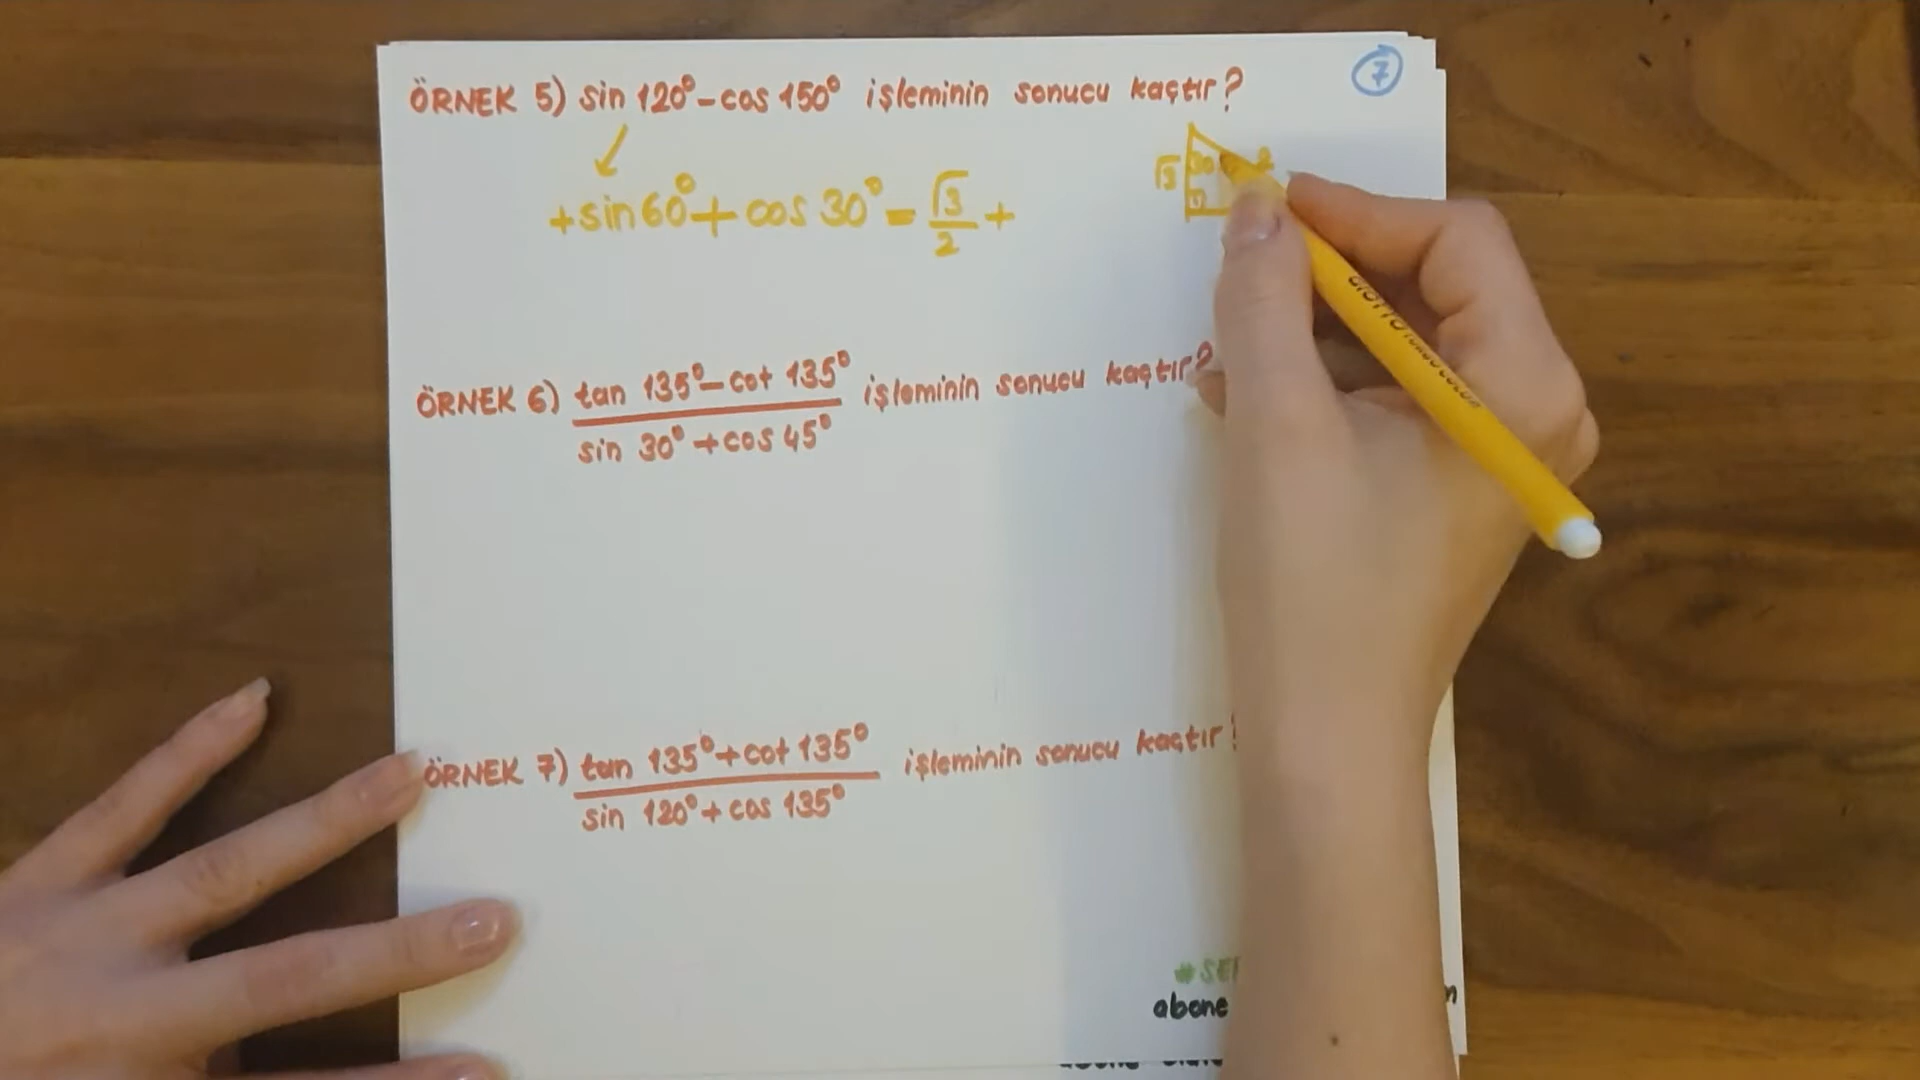 7
ÖRNEK 5) sin 120° - cos 150° işleminin sonucu kaçtır?
+sin 60° + cos 30° = √3/2 +
√3 30 2
ÖRNEK 6) tan 135° - cot 135° işleminin sonucu kaçtır?
sin 30° + cos 45°
ÖRNEK 7) tan 135° + cot 135° işleminin sonucu kaçtır
sin 120° + cos 135°
abone